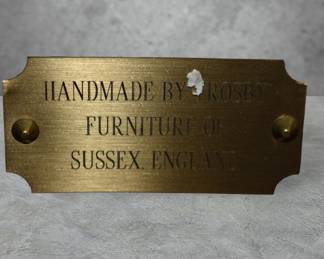 HANDMADE BY
FURNITURE OF
SUSSEX, ENGLAND